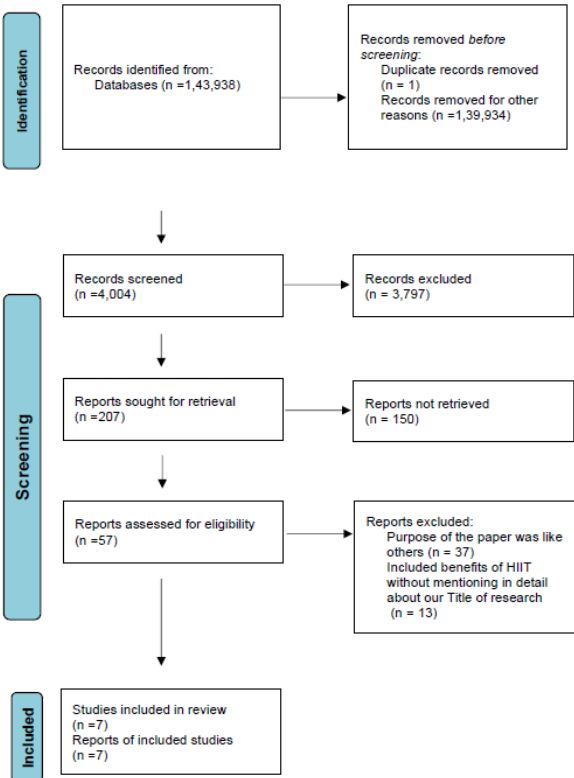 Identification
Records identified from:
Databases (n =1,43,938)
Records removed before
screening:
Duplicate records removed
(n = 1)
Records removed for other
reasons (n =1,39,934)
Screening
Records screened
(n =4,004)
Records excluded
(n = 3,797)
Reports sought for retrieval
(n =207)
Reports not retrieved
(n = 150)
Reports assessed for eligibility
(n =57)
Reports excluded:
Purpose of the paper was like
others (n = 37)
Included benefits of HIIT
without mentioning in detail
about our Title of research
(n = 13)
Included
Studies included in review
(n =7)
Reports of included studies
(n =7)